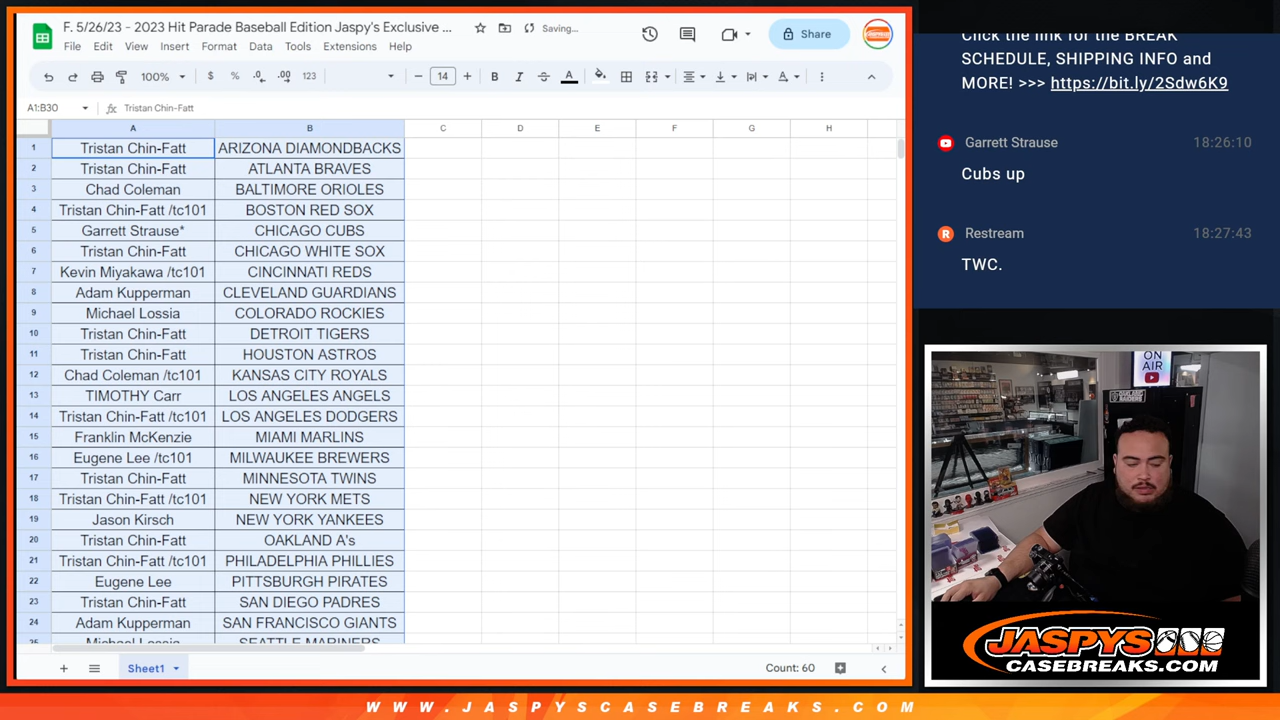 F. 5/26/23 - 2023 Hit Parade Baseball Edition Jaspy's Exclusive ...
Saving...
Share
File Edit View Insert Format Data Tools Extensions Help
100% $ % .0 .00 123 14 B I A
A1:B30 fx Tristan Chin-Fatt
A B C D E F G H
1 Tristan Chin-Fatt ARIZONA DIAMONDBACKS
2 Tristan Chin-Fatt ATLANTA BRAVES
3 Chad Coleman BALTIMORE ORIOLES
4 Tristan Chin-Fatt /tc101 BOSTON RED SOX
5 Garrett Strause* CHICAGO CUBS
6 Tristan Chin-Fatt CHICAGO WHITE SOX
7 Kevin Miyakawa /tc101 CINCINNATI REDS
8 Adam Kupperman CLEVELAND GUARDIANS
9 Michael Lossia COLORADO ROCKIES
10 Tristan Chin-Fatt DETROIT TIGERS
11 Tristan Chin-Fatt HOUSTON ASTROS
12 Chad Coleman /tc101 KANSAS CITY ROYALS
13 TIMOTHY Carr LOS ANGELES ANGELS
14 Tristan Chin-Fatt /tc101 LOS ANGELES DODGERS
15 Franklin McKenzie MIAMI MARLINS
16 Eugene Lee /tc101 MILWAUKEE BREWERS
17 Tristan Chin-Fatt MINNESOTA TWINS
18 Tristan Chin-Fatt /tc101 NEW YORK METS
19 Jason Kirsch NEW YORK YANKEES
20 Tristan Chin-Fatt OAKLAND A's
21 Tristan Chin-Fatt /tc101 PHILADELPHIA PHILLIES
22 Eugene Lee PITTSBURGH PIRATES
23 Tristan Chin-Fatt SAN DIEGO PADRES
24 Adam Kupperman SAN FRANCISCO GIANTS
25 Michael Lossia SEATTLE MARINERS
Sheet1
Count: 60
Click the link for the BREAK
SCHEDULE, SHIPPING INFO and
MORE! >>> https://bit.ly/2Sdw6K9
Garrett Strause 18:26:10
Cubs up
Restream 18:27:43
TWC.
ON
AIR
JASPYS
CASEBREAKS.COM
WWW.JASPYSCASEBREAKS.COM